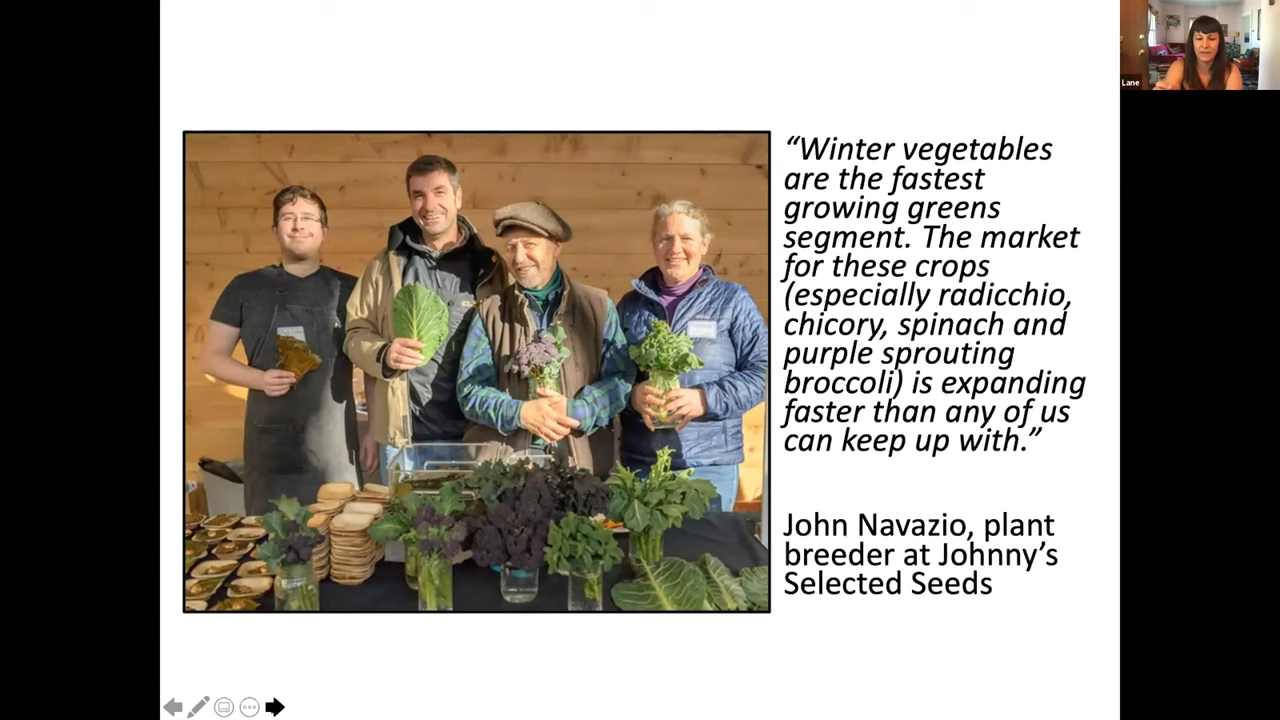 Lane
“Winter vegetables
are the fastest
growing greens
segment. The market
for these crops
(especially radicchio,
chicory, spinach and
purple sprouting
broccoli) is expanding
faster than any of us
can keep up with.”
John Navazio, plant
breeder at Johnny’s
Selected Seeds